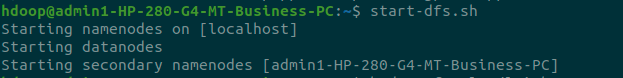 hdoop@admin1-HP-280-G4-MT-Business-PC:~$ start-dfs.sh
Starting namenodes on [localhost]
Starting datanodes
Starting secondary namenodes [admin1-HP-280-G4-MT-Business-PC]